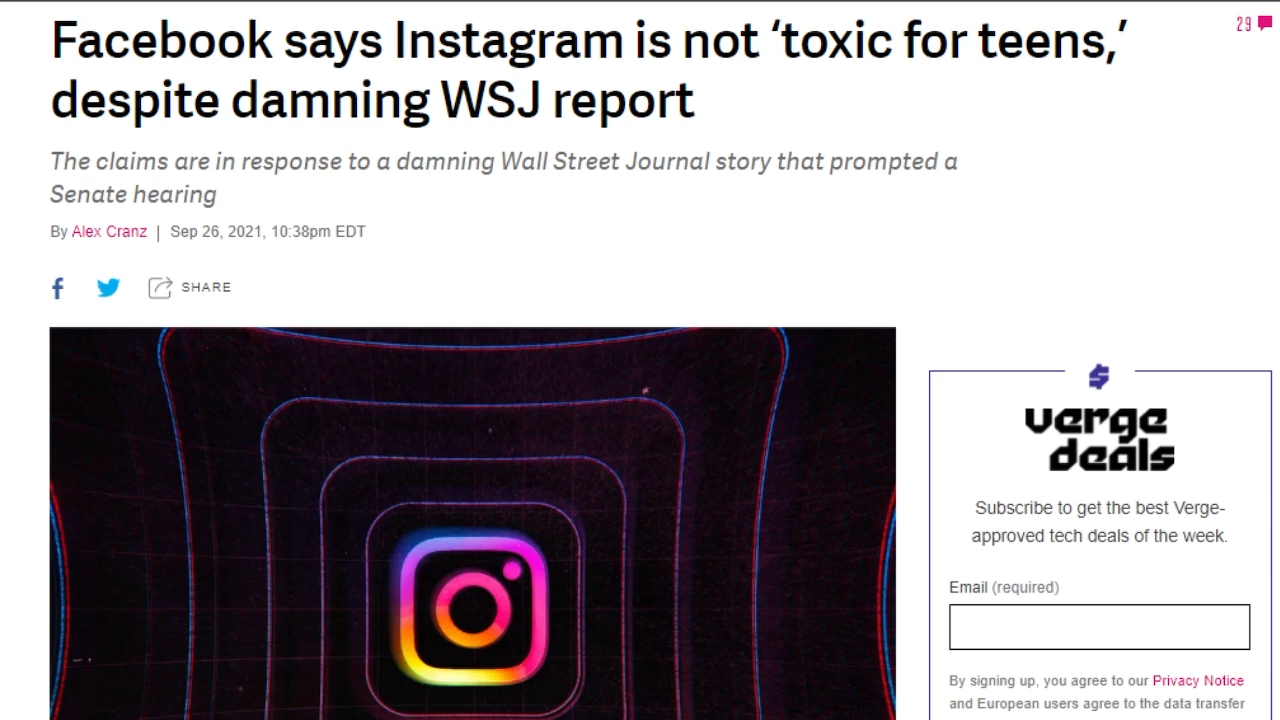 Facebook says Instagram is not ‘toxic for teens,’
despite damning WSJ report
29
The claims are in response to a damning Wall Street Journal story that prompted a
Senate hearing
By Alex Cranz | Sep 26, 2021, 10:38pm EDT
SHARE
verge
deals
Subscribe to get the best Verge-
approved tech deals of the week.
Email (required)
By signing up, you agree to our Privacy Notice
and European users agree to the data transfer